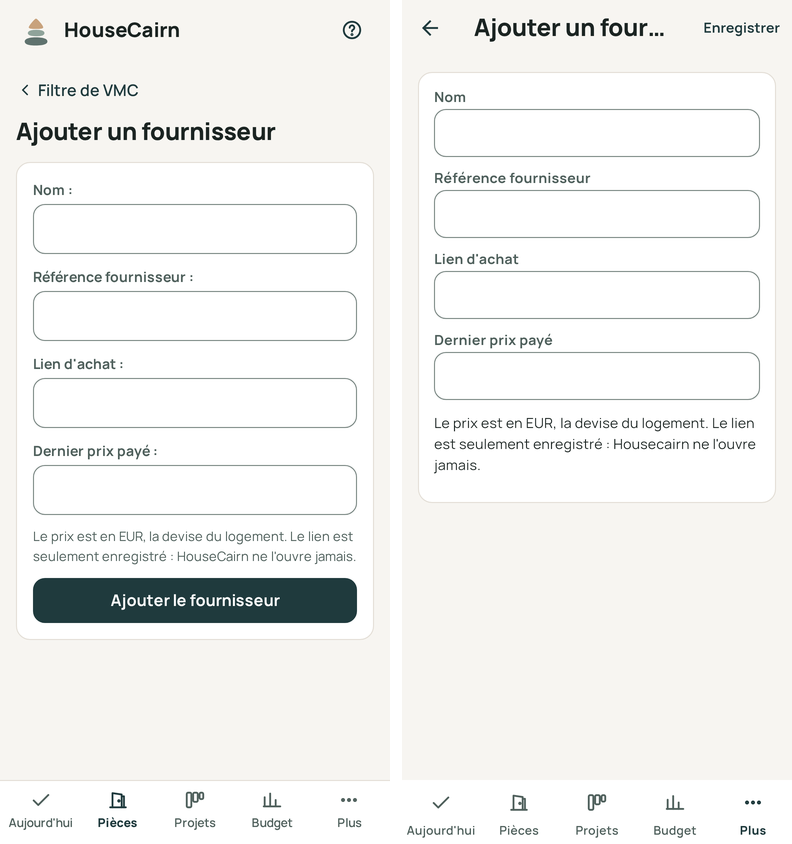 HouseCairn
Filtre de VMC
Ajouter un fournisseur
Nom :
Référence fournisseur :
Lien d'achat :
Dernier prix payé :
Le prix est en EUR, la devise du logement. Le lien est
seulement enregistré : HouseCairn ne l'ouvre jamais.
Ajouter le fournisseur
Aujourd'hui
Pièces
Projets
Budget
Plus
Ajouter un four...
Enregistrer
Nom
Référence fournisseur
Lien d'achat
Dernier prix payé
Le prix est en EUR, la devise du logement. Le lien
est seulement enregistré : Housecairn ne l'ouvre
jamais.
Aujourd'hui
Pièces
Projets
Budget
Plus